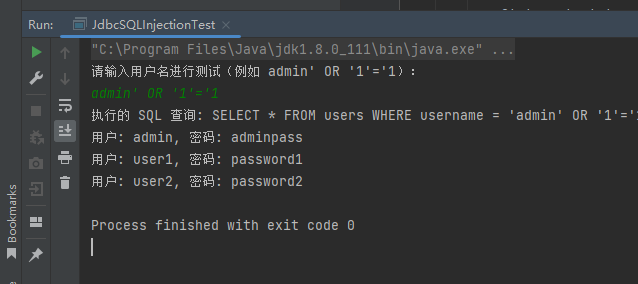 Run: JdbcSQLInjectionTest
"C:\Program Files\Java\jdk1.8.0_111\bin\java.exe" ...
请输入用户名进行测试（例如 admin' OR '1'='1）：
admin' OR '1'='1
执行的 SQL 查询: SELECT * FROM users WHERE username = 'admin' OR '1'='1
用户: admin, 密码: adminpass
用户: user1, 密码: password1
用户: user2, 密码: password2
Process finished with exit code 0
Bookmarks